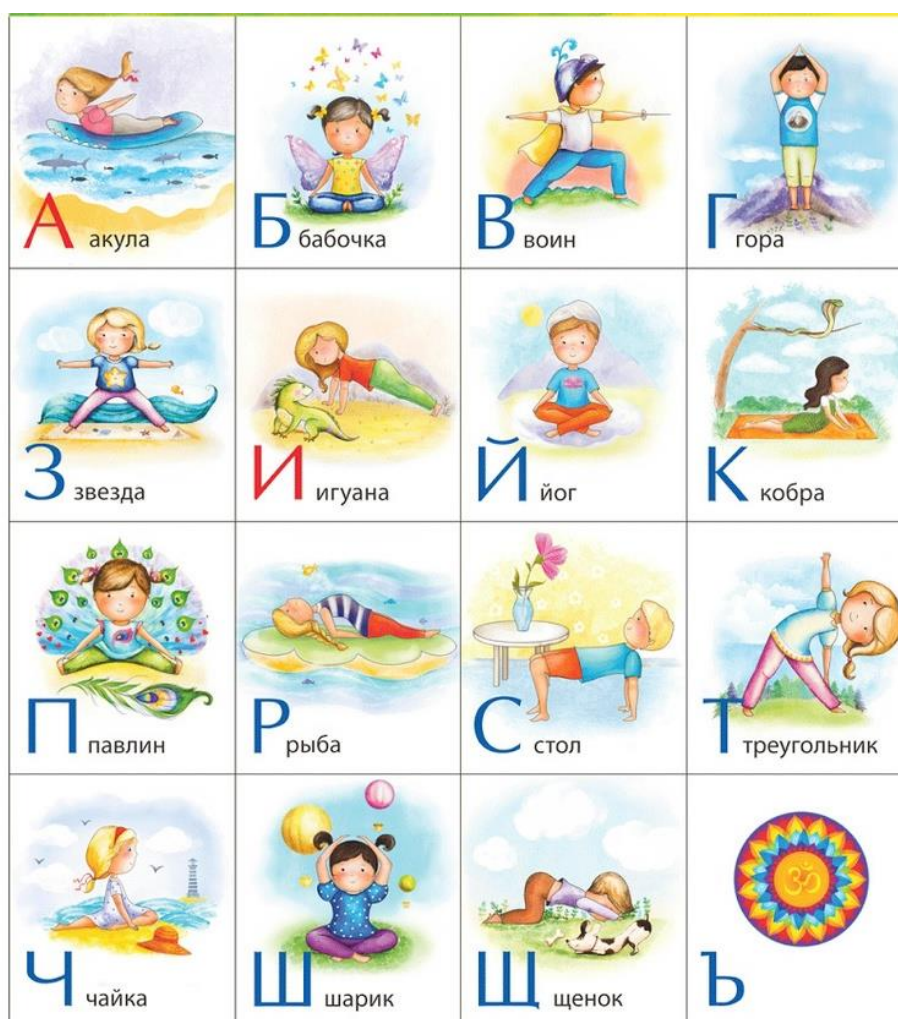 А акула
Б бабочка
В воин
Г гора
З звезда
И игуана
Й йог
К кобра
П павлин
Р рыба
С стол
Т треугольник
Ч чайка
Ш шарик
Щ щенок
ॐ
Ъ